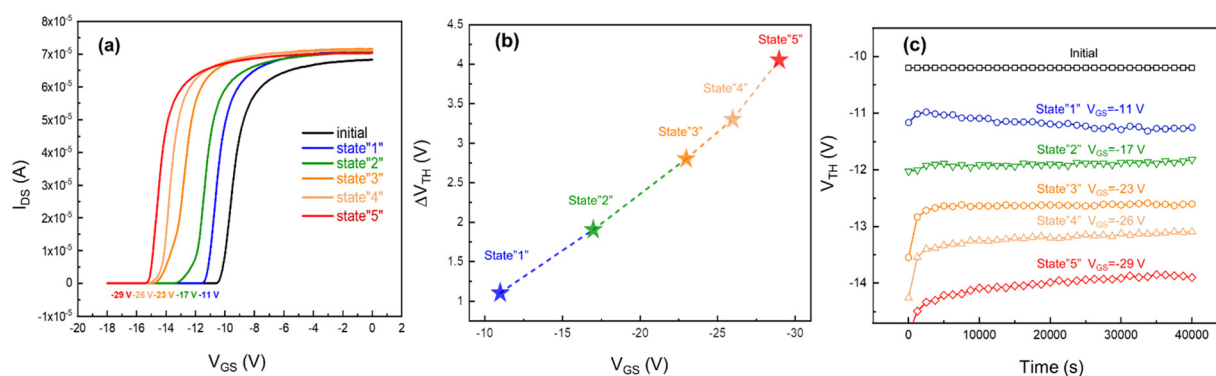 (a)
I_DS (A)
8x10^-5
7x10^-5
6x10^-5
5x10^-5
4x10^-5
3x10^-5
2x10^-5
1x10^-5
0
-1x10^-5
initial
state"1"
state"2"
state"3"
state"4"
state"5"
-29 V -26 V -23 V -17 V -11 V
-18 -16 -14 -12 -10 -8 -6 -4 -2 0 2
V_GS (V)
(b)
ΔV_TH (V)
4.5
4
3.5
3
2.5
2
1.5
1
State"5"
State"4"
State"3"
State"2"
State"1"
-10 -15 -20 -25 -30
V_GS (V)
(c)
V_TH (V)
-10
-11
-12
-13
-14
Initial
State"1" V_GS=-11 V
State"2" V_GS=-17 V
State"3" V_GS=-23 V
State"4" V_GS=-26 V
State"5" V_GS=-29 V
0 10000 20000 30000 40000
Time (s)